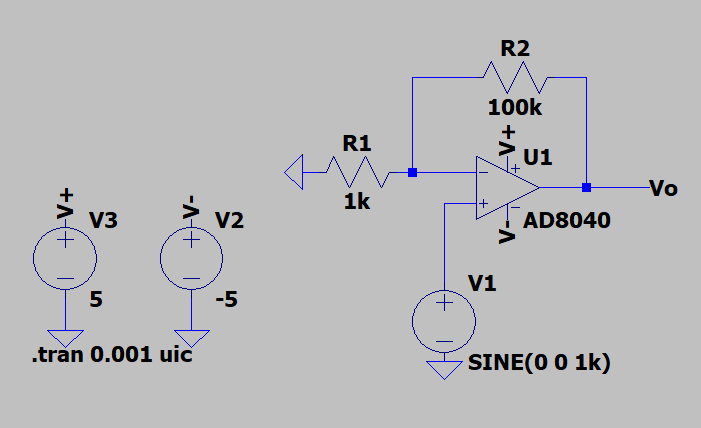 R2
100k
R1
1k
V+
U1
V-
AD8040
Vo
V+
V3
5
V-
V2
-5
V1
SINE(0 0 1k)
.tran 0.001 uic